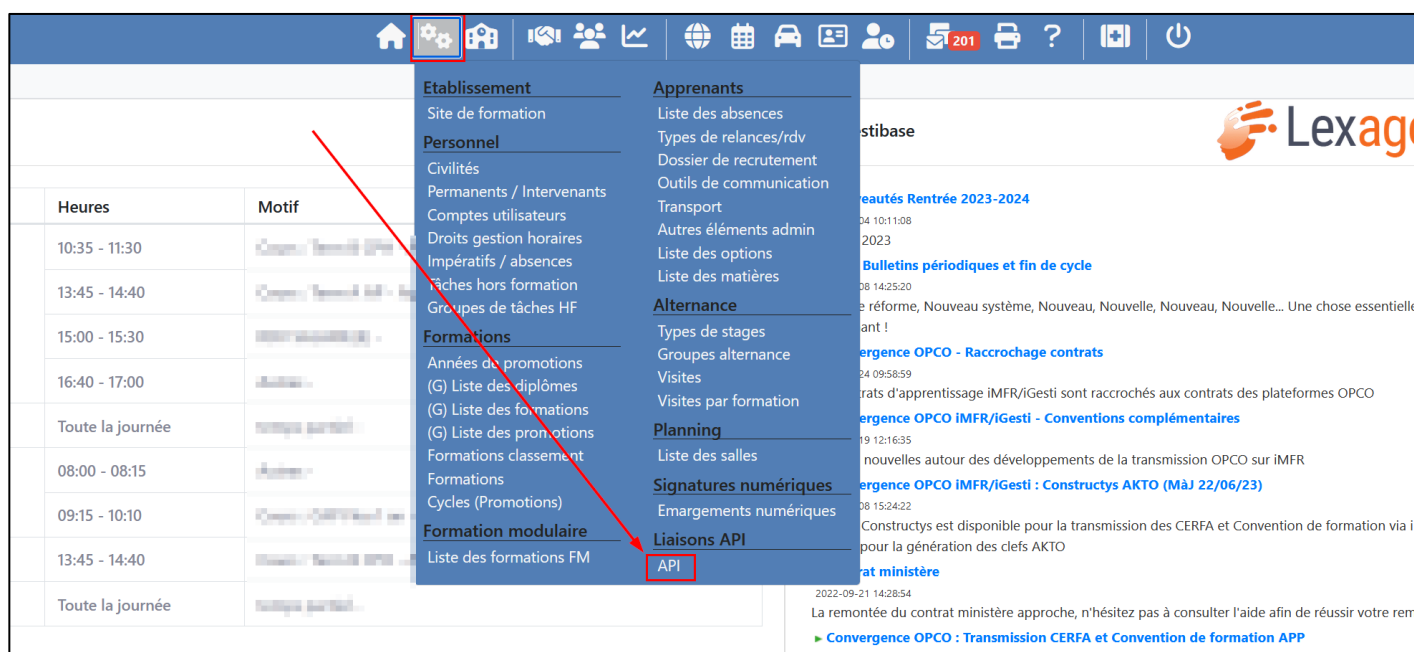 201
?
Etablissement
Site de formation
Personnel
Civilités
Permanents / Intervenants
Comptes utilisateurs
Droits gestion horaires
Impératifs / absences
Tâches hors formation
Groupes de tâches HF
Formations
Années de promotions
(G) Liste des diplômes
(G) Liste des formations
(G) Liste des promotions
Formations classement
Formations
Cycles (Promotions)
Formation modulaire
Liste des formations FM
Apprenants
Liste des absences
Types de relances/rdv
Dossier de recrutement
Outils de communication
Transport
Autres éléments admin
Liste des options
Liste des matières
Alternance
Types de stages
Groupes alternance
Visites
Visites par formation
Planning
Liste des salles
Signatures numériques
Emargements numériques
Liaisons API
API
Heures Motif
10:35 - 11:30
13:45 - 14:40
15:00 - 15:30
16:40 - 17:00
Toute la journée
08:00 - 08:15
09:15 - 10:10
13:45 - 14:40
Toute la journée
stibase
Lexag
eautés Rentrée 2023-2024
04 10:11:08
2023
Bulletins périodiques et fin de cycle
08 14:25:20
e réforme, Nouveau système, Nouveau, Nouvelle, Nouveau, Nouvelle... Une chose essentielle
ant !
ergence OPCO - Raccrochage contrats
24 09:58:59
rats d'apprentissage iMFR/iGesti sont raccrochés aux contrats des plateformes OPCO
ergence OPCO iMFR/iGesti - Conventions complémentaires
19 12:16:35
nouvelles autour des développements de la transmission OPCO sur iMFR
ergence OPCO iMFR/iGesti : Constructys AKTO (MàJ 22/06/23)
08 15:24:22
Constructys est disponible pour la transmission des CERFA et Convention de formation via i
pour la génération des clefs AKTO
rat ministère
2022-09-21 14:28:54
La remontée du contrat ministère approche, n'hésitez pas à consulter l'aide afin de réussir votre rem
Convergence OPCO : Transmission CERFA et Convention de formation APP